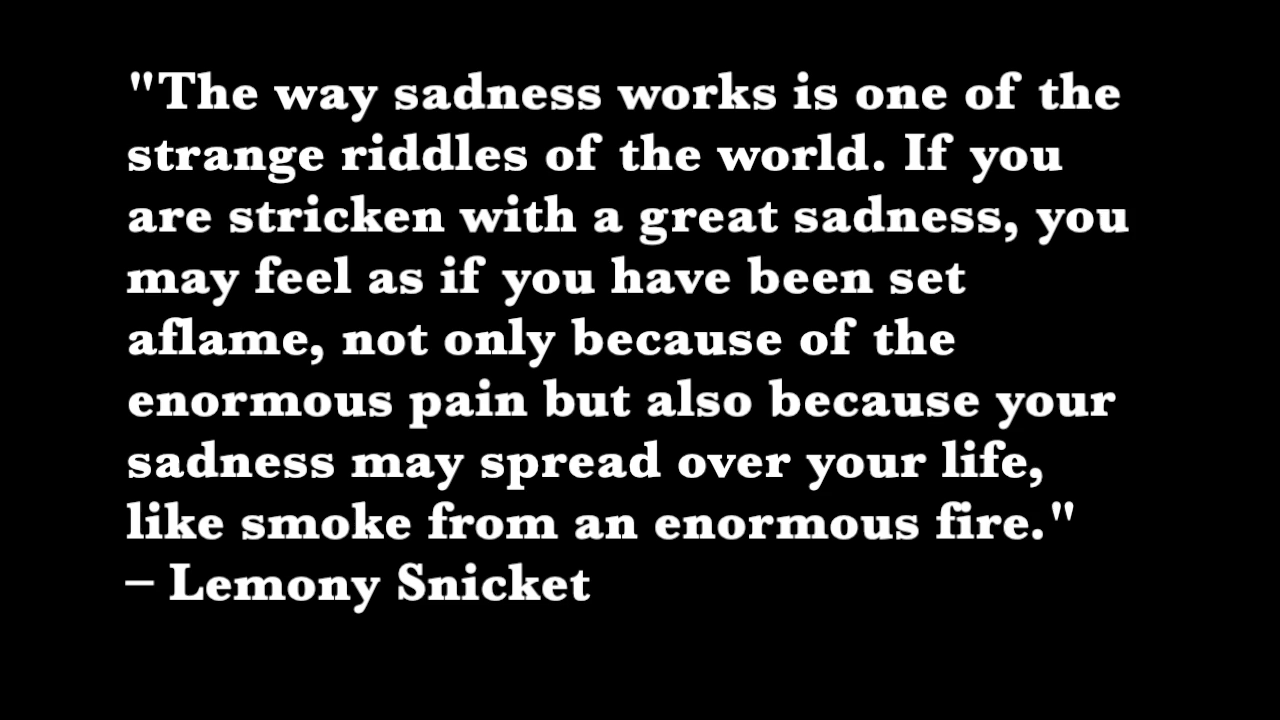 "The way sadness works is one of the
strange riddles of the world. If you
are stricken with a great sadness, you
may feel as if you have been set
aflame, not only because of the
enormous pain but also because your
sadness may spread over your life,
like smoke from an enormous fire."
– Lemony Snicket